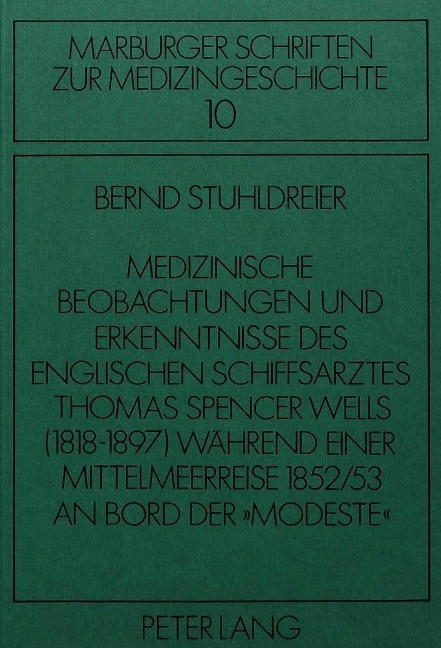 MARBURGER SCHRIFTEN
ZUR MEDIZINGESCHICHTE
10
BERND STUHLDREIER
MEDIZINISCHE
BEOBACHTUNGEN UND
ERKENNTNISSE DES
ENGLISCHEN SCHIFFSARZTES
THOMAS SPENCER WELLS
(1818-1897) WÄHREND EINER
MITTELMEERREISE 1852/53
AN BORD DER »MODESTE«
PETER LANG